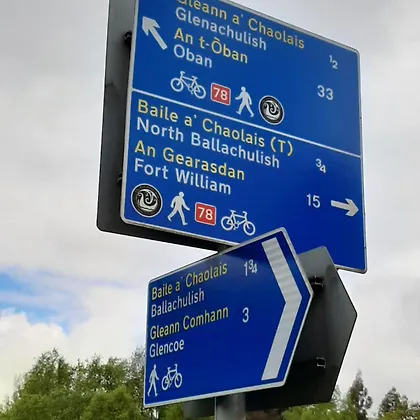 Gleann a' Chaolais
Glenachulish ½
An t-Òban
Oban 33
78
Baile a' Chaolais (T)
North Ballachulish ¾
An Gearasdan
Fort William 15
78
Baile a' Chaolais 1¾
Ballachulish
Gleann Comhann 3
Glencoe